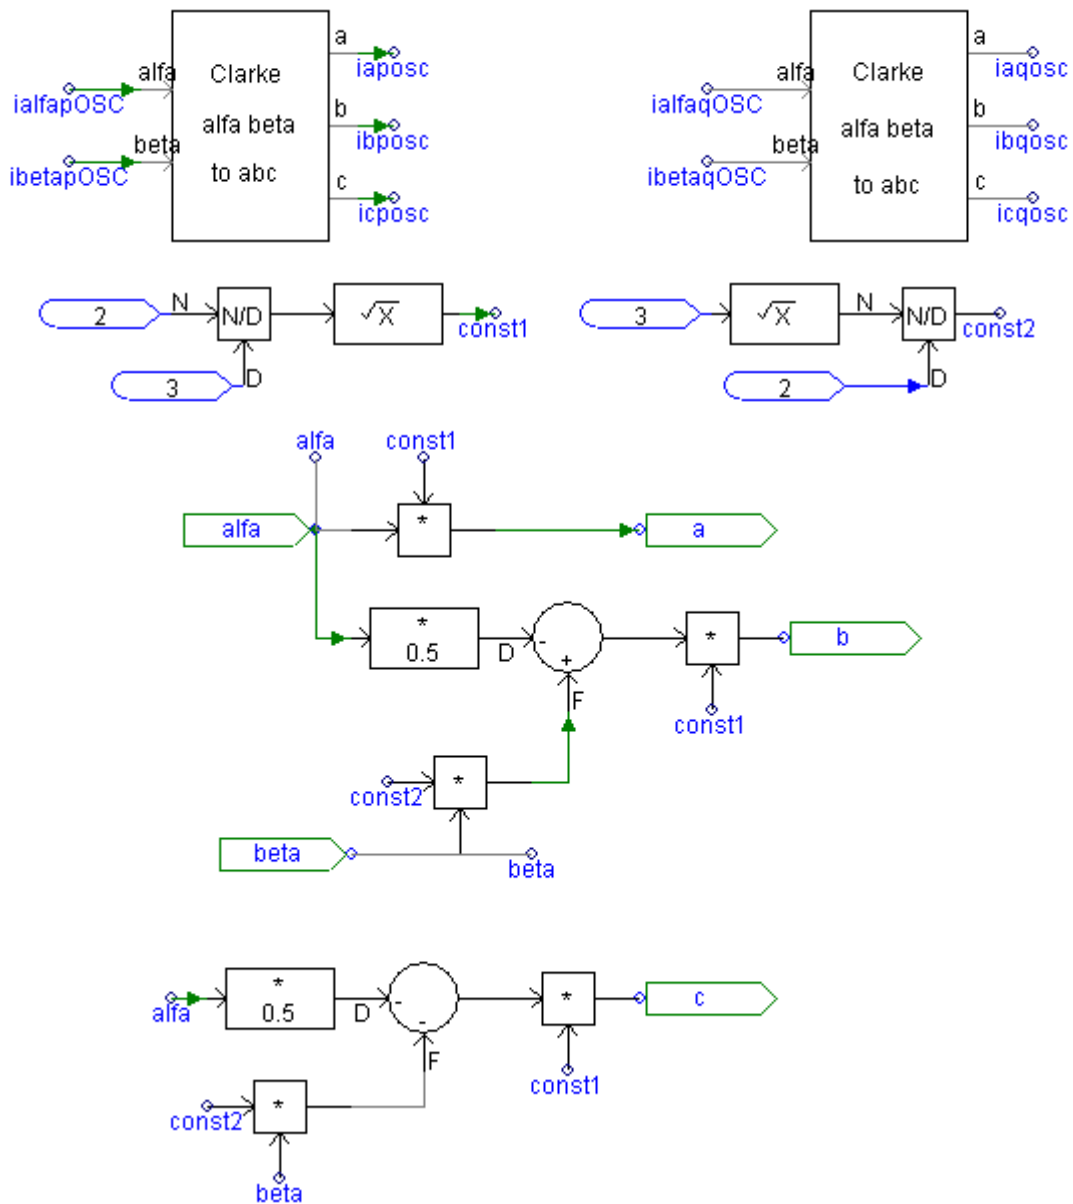 a
alfa
Clarke
iaposc
ialfapOSC
b
alfa beta
beta
ibposc
ibetapOSC
to abc
c
icposc
a
alfa
Clarke
iaqosc
ialfaqOSC
b
alfa beta
beta
ibqosc
ibetaqOSC
to abc
c
icqosc
2
N
N/D
√X
const1
3
D
3
√X
N
N/D
const2
2
D
alfa
const1
alfa
*
a
*
0.5
D
-
+
F
*
b
const1
const2
*
beta
beta
alfa
*
0.5
D
-
-
F
*
c
const1
const2
*
beta